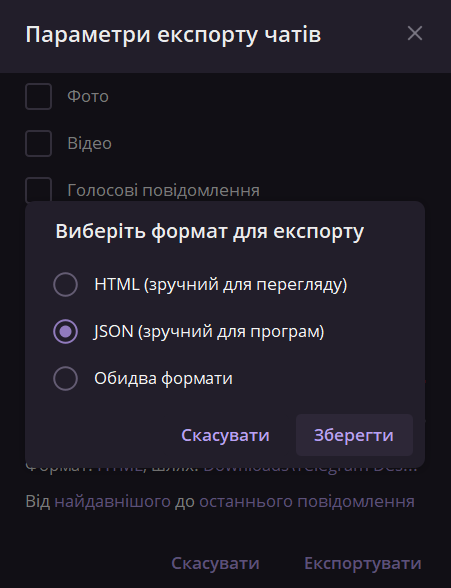 Параметри експорту чатів
Фото
Відео
Голосові повідомлення
Виберіть формат для експорту
HTML (зручний для перегляду)
JSON (зручний для програм)
Обидва формати
Скасувати Зберегти
Формат: HTML, шлях: Downloads\Telegram Des...
Від найдавнішого до останнього повідомлення
Скасувати Експортувати